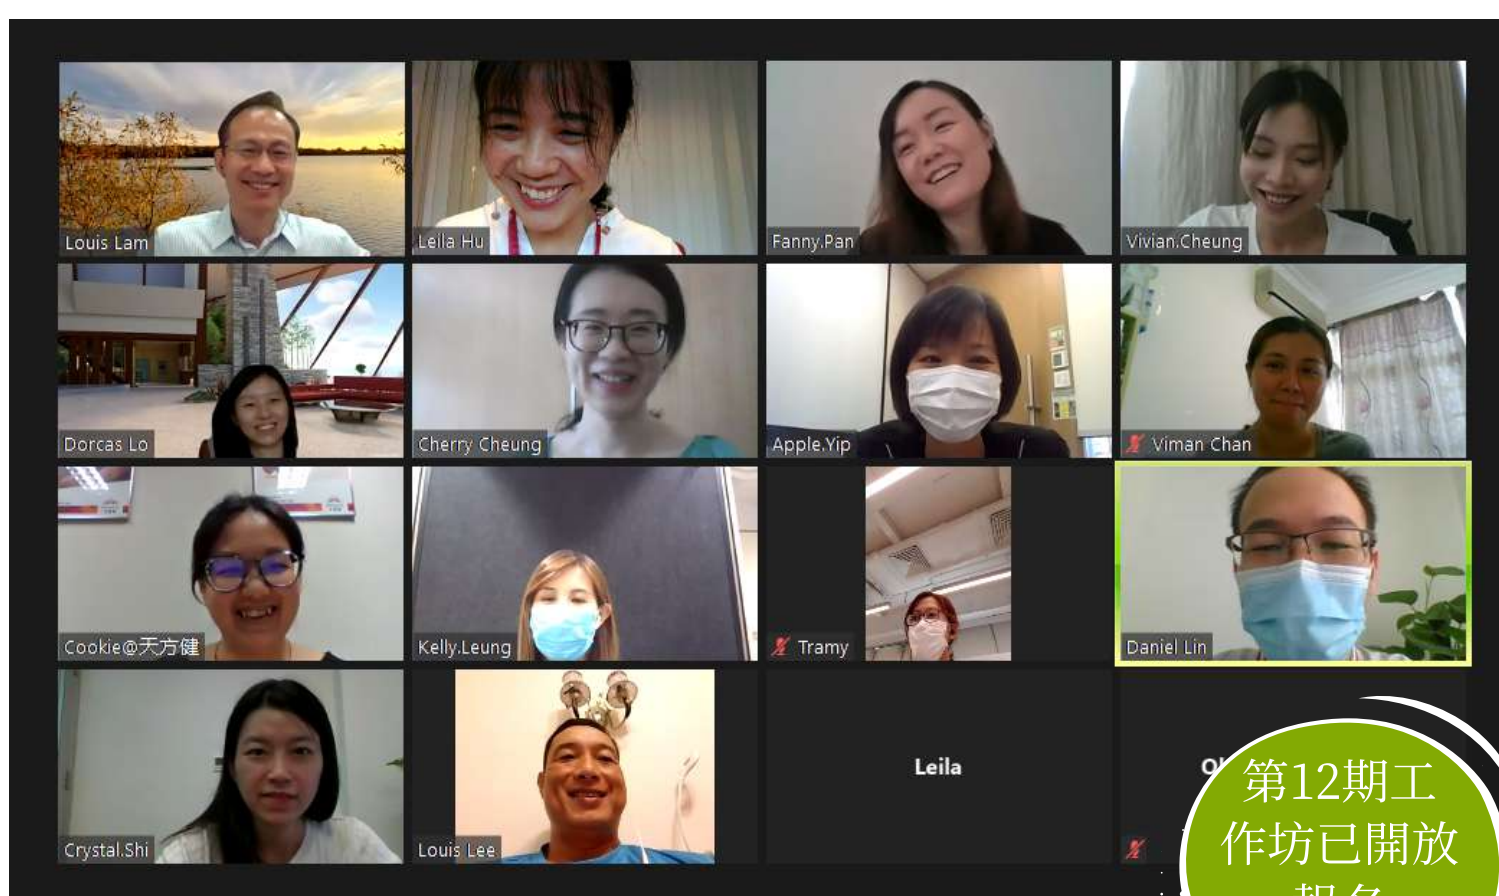 Louis Lam
Leila Hu
Fanny.Pan
Vivian.Cheung
Dorcas Lo
Cherry Cheung
Apple.Yip
Viman Chan
Cookie@天方健
Kelly.Leung
Tramy
Daniel Lin
Crystal.Shi
Louis Lee
Leila
第12期工
作坊已開放
報名